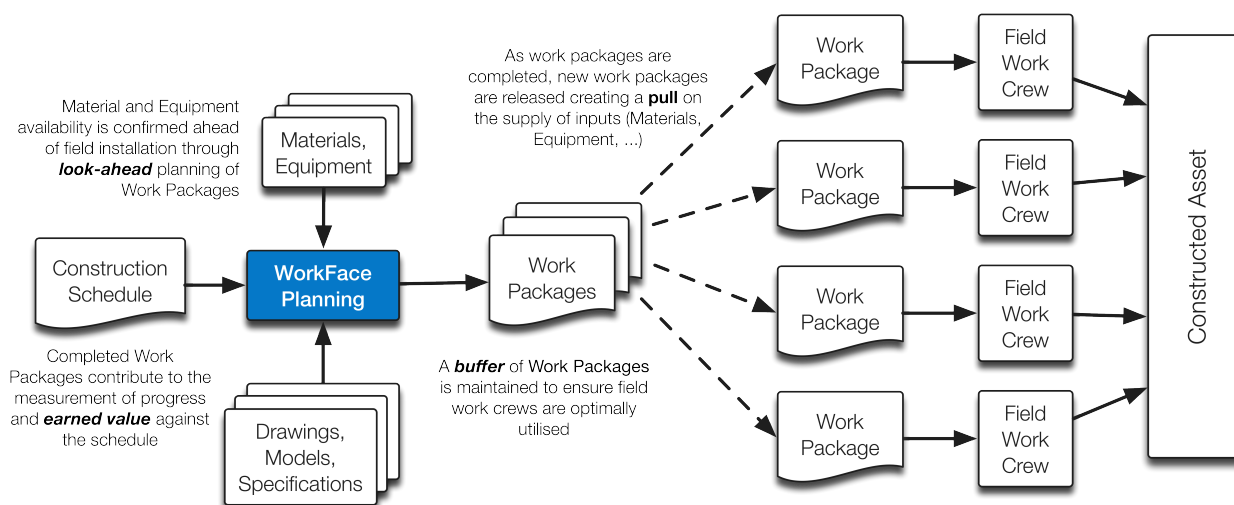 Material and Equipment
availability is confirmed ahead
of field installation through
look-ahead planning of
Work Packages
Materials,
Equipment
Construction
Schedule
WorkFace
Planning
Completed Work
Packages contribute to the
measurement of progress
and earned value against
the schedule
Drawings,
Models,
Specifications
As work packages are
completed, new work packages
are released creating a pull on
the supply of inputs (Materials,
Equipment, ...)
Work
Packages
A buffer of Work Packages
is maintained to ensure field
work crews are optimally
utilised
Work
Package
Field
Work
Crew
Work
Package
Field
Work
Crew
Work
Package
Field
Work
Crew
Work
Package
Field
Work
Crew
Constructed Asset